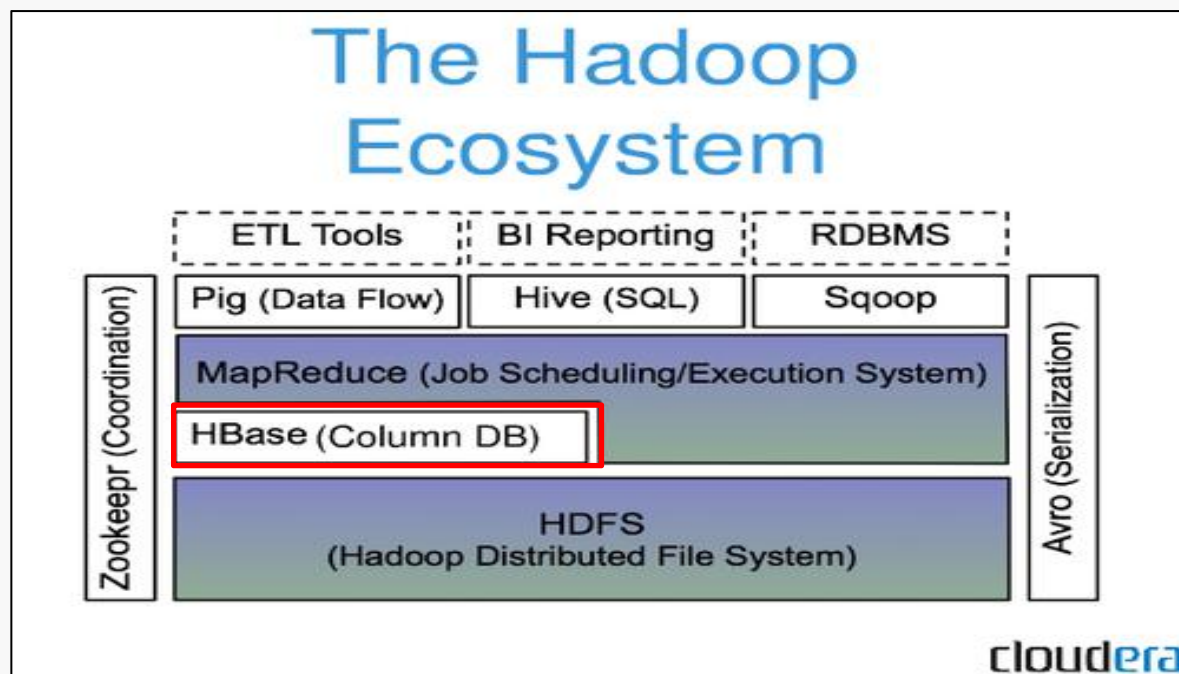 The Hadoop
Ecosystem
ETL Tools
BI Reporting
RDBMS
Pig (Data Flow)
Hive (SQL)
Sqoop
Zookeepr (Coordination)
MapReduce (Job Scheduling/Execution System)
HBase (Column DB)
Avro (Serialization)
HDFS
(Hadoop Distributed File System)
cloudera